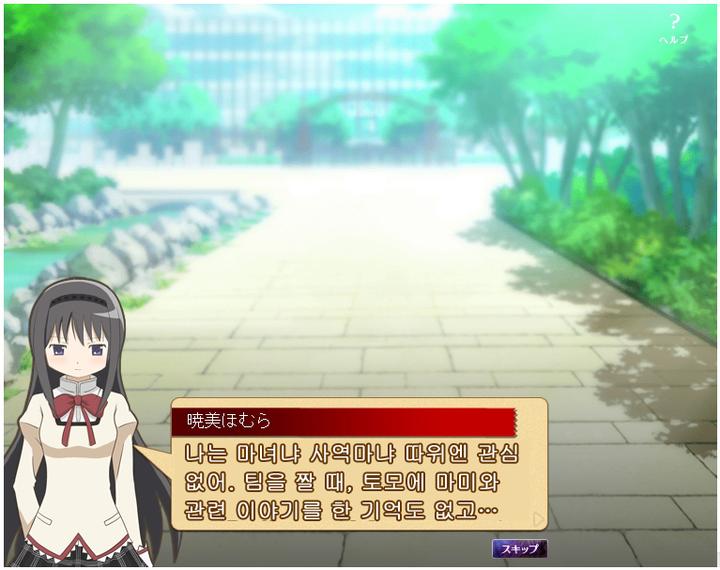 ?
ヘルプ
暁美ほむら
나는 마녀냐 사역마냐 따위엔 관심
없어. 팀을 짤 때, 토모에 마미와
관련 이야기를 한 기억도 없고…
スキップ